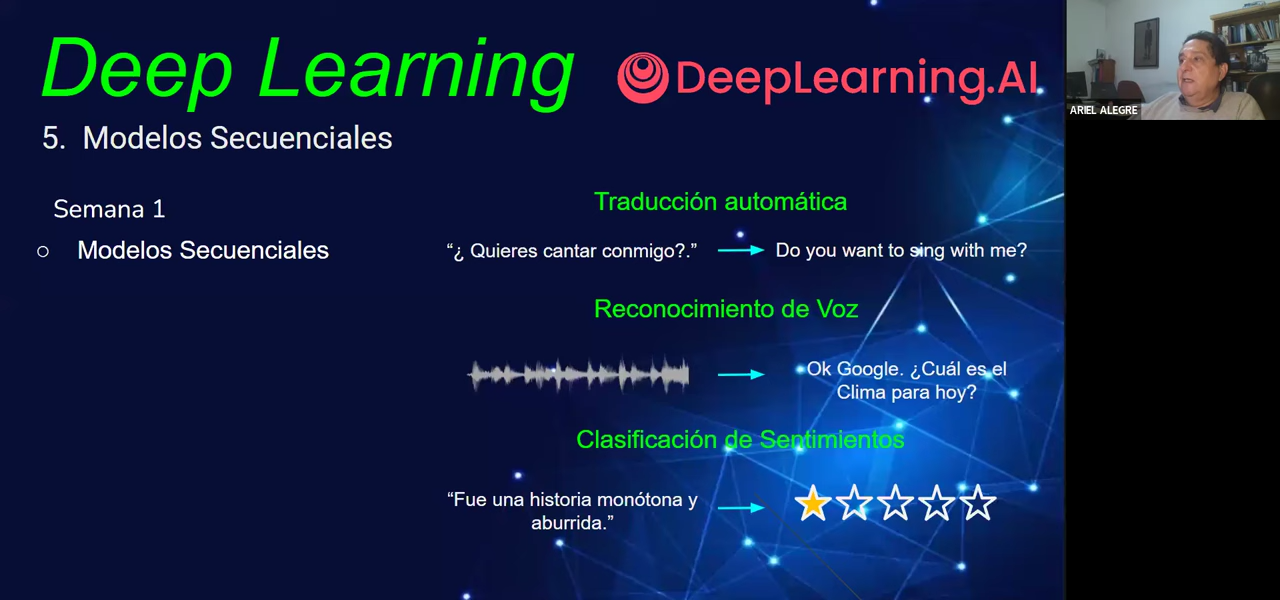 Deep Learning
DeepLearning.AI
ARIEL ALEGRE
5. Modelos Secuenciales
Semana 1
○ Modelos Secuenciales
Traducción automática
“¿ Quieres cantar conmigo?.”
Do you want to sing with me?
Reconocimiento de Voz
Ok Google. ¿Cuál es el
Clima para hoy?
Clasificación de Sentimientos
“Fue una historia monótona y
aburrida.”